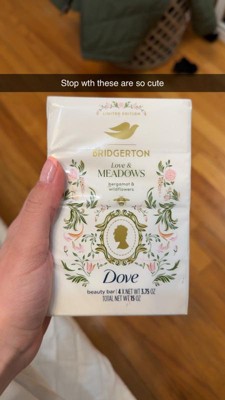 Stop wth these are so cute
LIMITED EDITION
BRIDGERTON
Love &
MEADOWS
bergamot &
wildflowers
Dove
beauty bar | 4 X NET WT 3.75 OZ
TOTAL NET WT 15 OZ